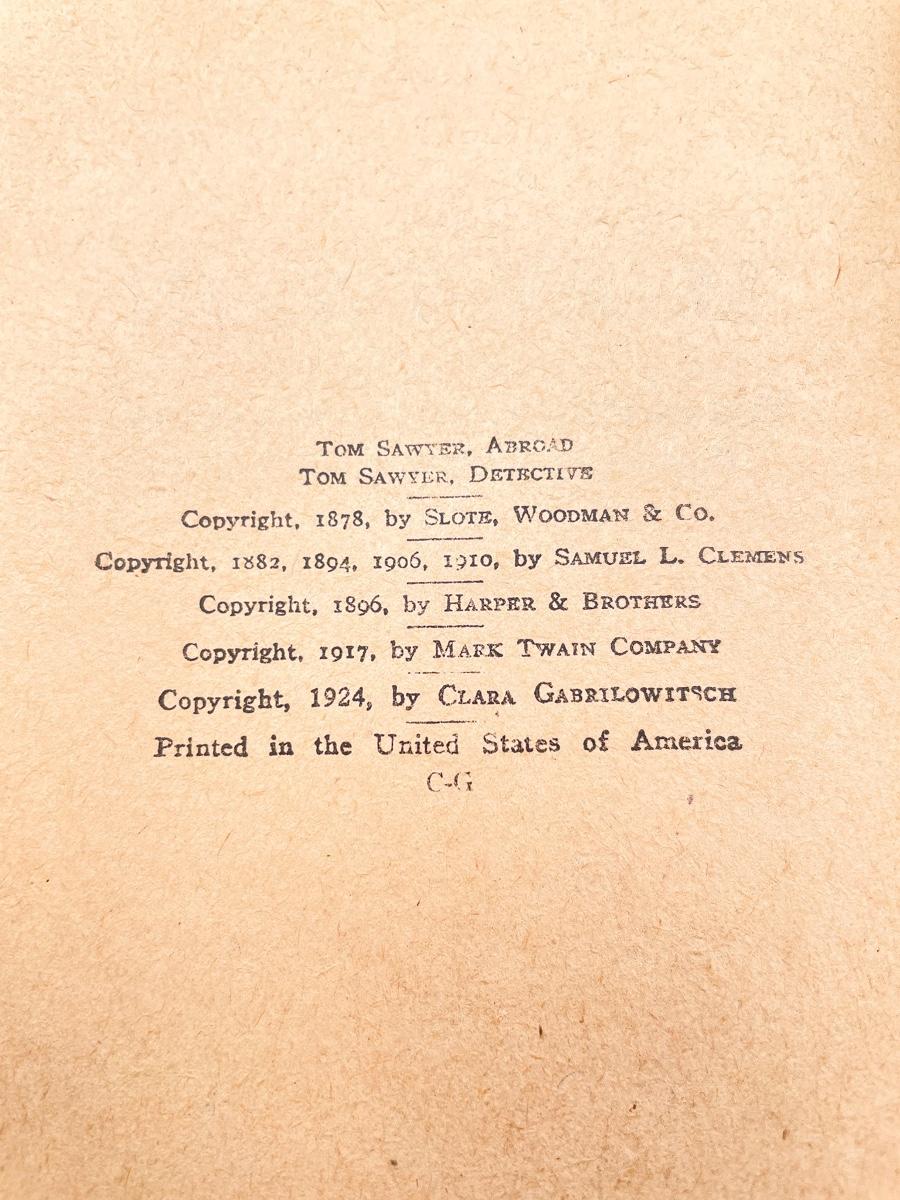 Tom Sawyer, Abroad
Tom Sawyer, Detective
Copyright, 1878, by Slote, Woodman & Co.
Copyright, 1882, 1894, 1906, 1910, by Samuel L. Clemens
Copyright, 1896, by Harper & Brothers
Copyright, 1917, by Mark Twain Company
Copyright, 1924, by Clara Gabrilowitsch
Printed in the United States of America
C-G